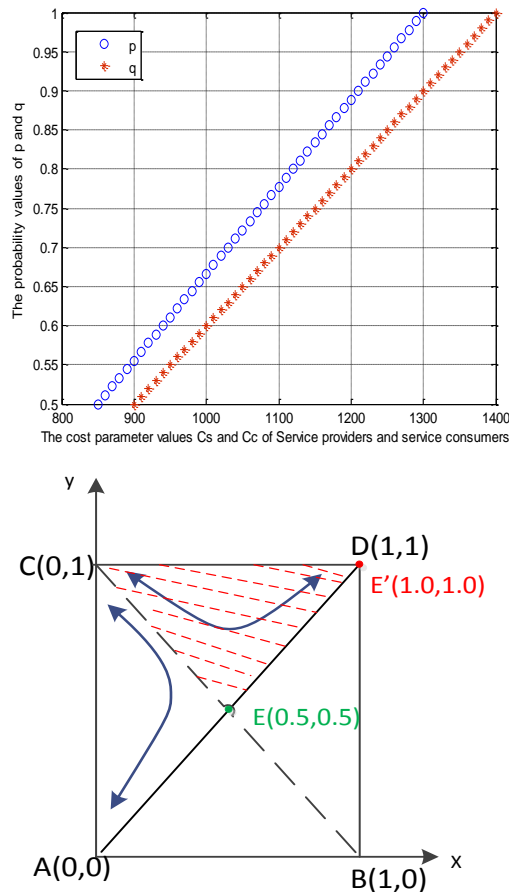 The probability values of p and q
1
0.95
0.9
0.85
0.8
0.75
0.7
0.65
0.6
0.55
0.5
p
q
800 900 1000 1100 1200 1300 1400
The cost parameter values Cs and Cc of Service providers and service consumers
y
C(0,1)
D(1,1)
E’(1.0,1.0)
E(0.5,0.5)
A(0,0)
B(1,0)
x